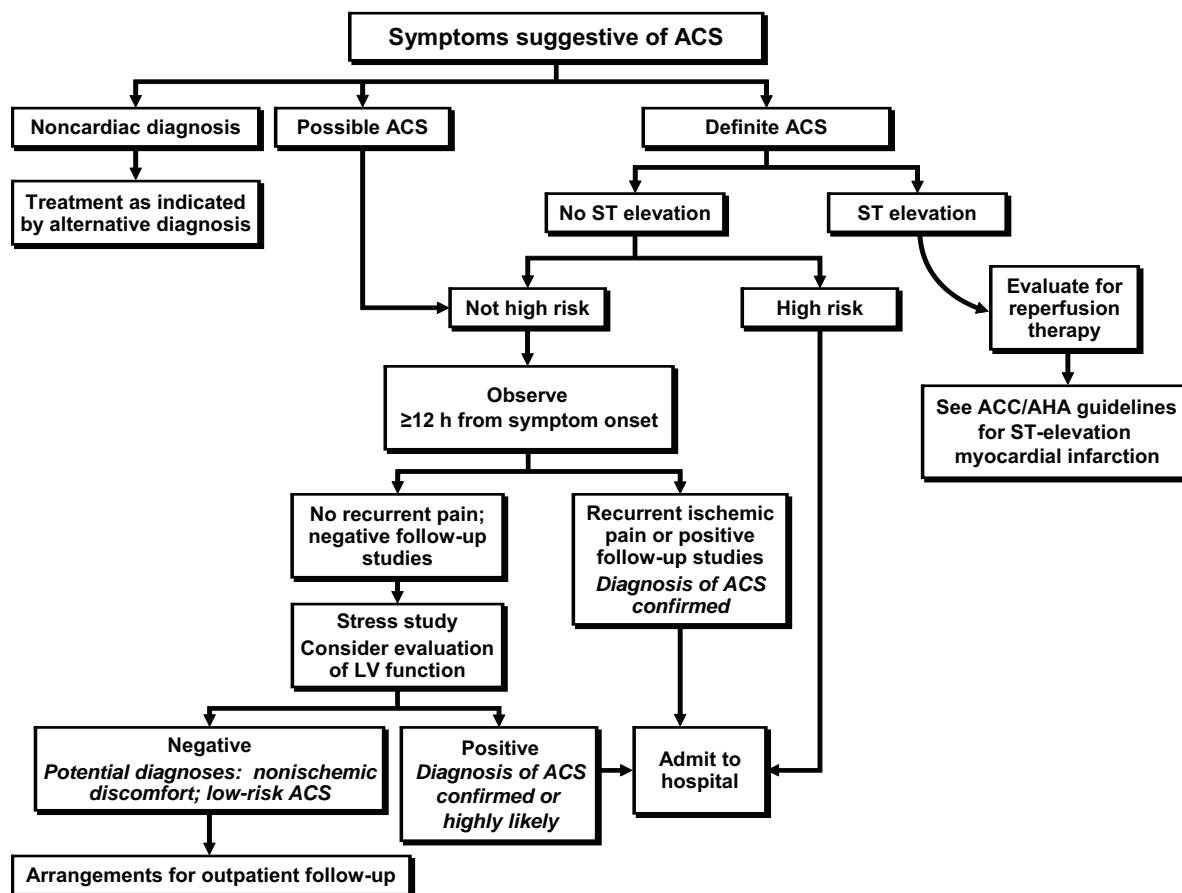 Symptoms suggestive of ACS
Noncardiac diagnosis
Possible ACS
Definite ACS
Treatment as indicated
by alternative diagnosis
No ST elevation
ST elevation
Not high risk
High risk
Evaluate for
reperfusion
therapy
Observe
≥12 h from symptom onset
See ACC/AHA guidelines
for ST-elevation
myocardial infarction
No recurrent pain;
negative follow-up
studies
Recurrent ischemic
pain or positive
follow-up studies
Diagnosis of ACS
confirmed
Stress study
Consider evaluation
of LV function
Negative
Potential diagnoses: nonischemic
discomfort; low-risk ACS
Positive
Diagnosis of ACS
confirmed or
highly likely
Admit to
hospital
Arrangements for outpatient follow-up